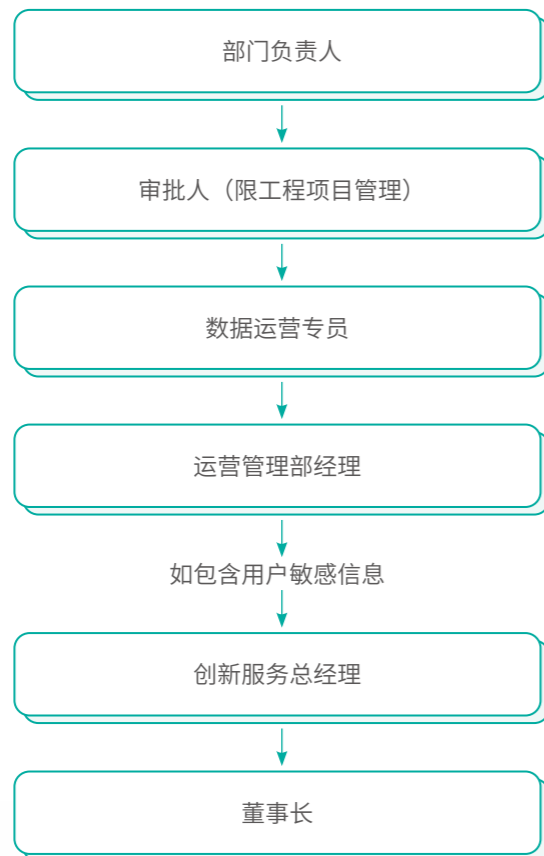 部门负责人
审批人（限工程项目管理）
数据运营专员
运营管理部经理
如包含用户敏感信息
创新服务总经理
董事长